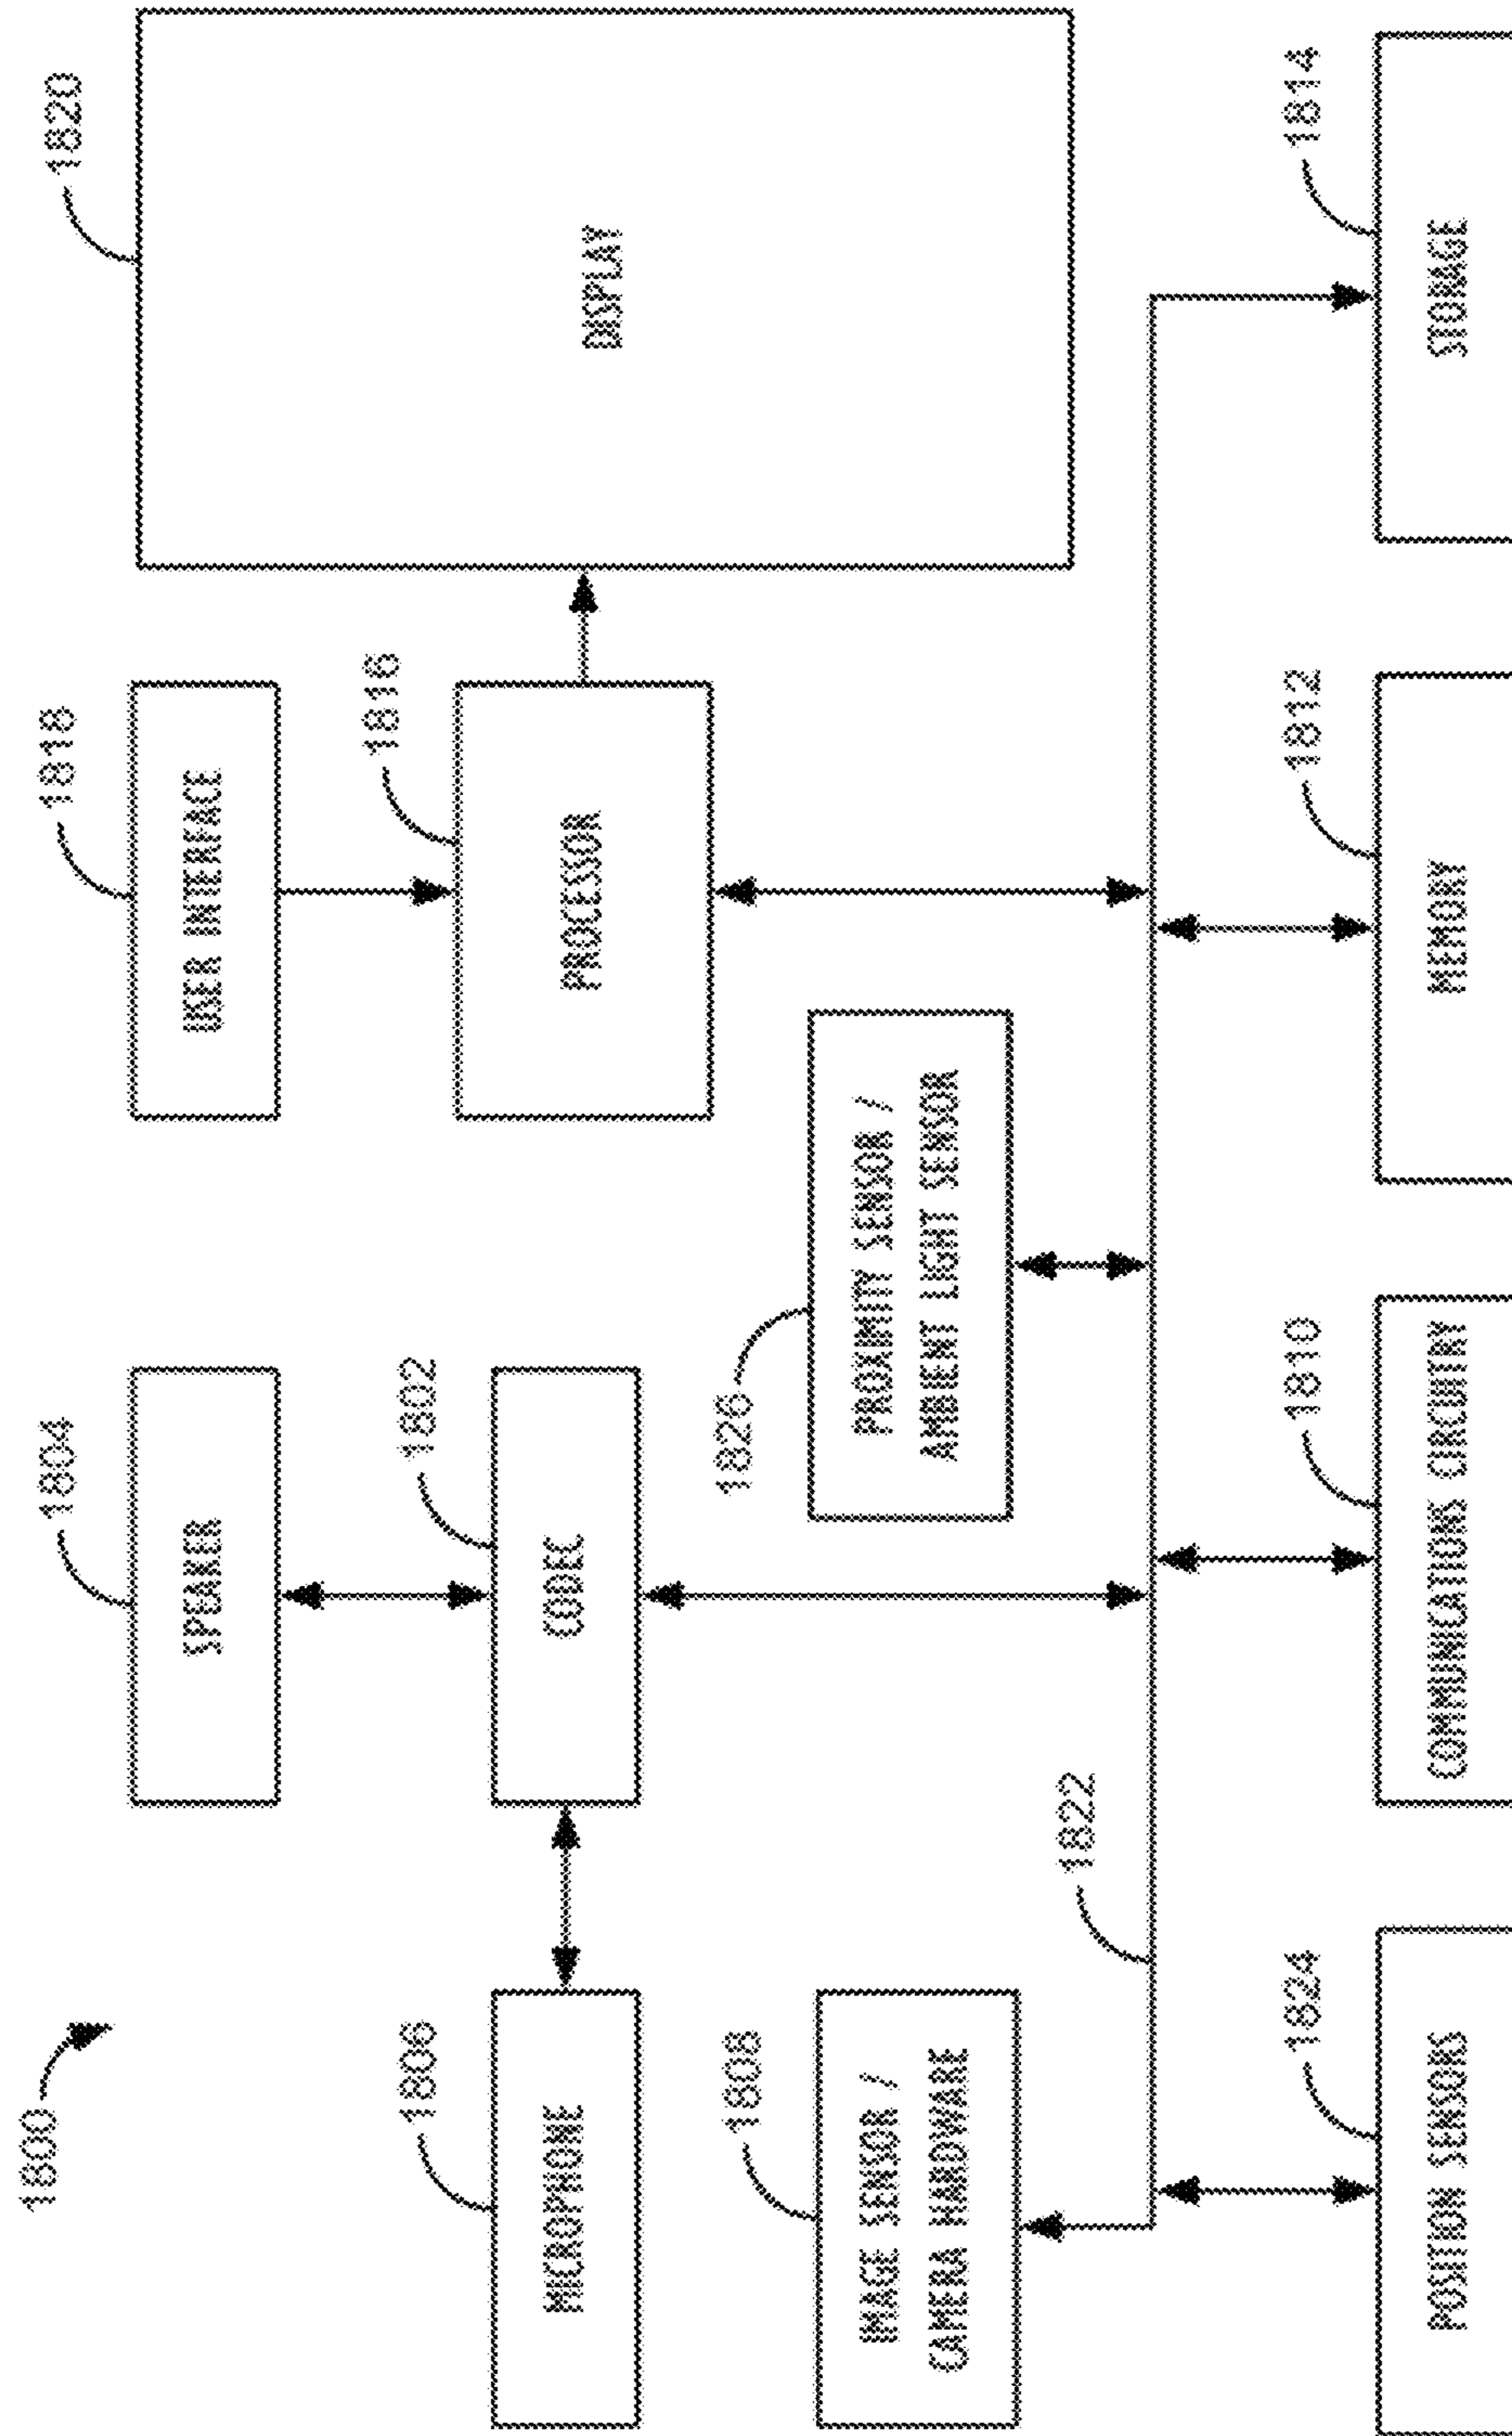 1800
1804
SPEAKER
1818
USER INTERFACE
1820
DISPLAY
1806
MICROPHONE
1802
CODEC
1816
PROCESSOR
1808
IMAGE SENSOR /
CAMERA HARDWARE
1826
PROXIMITY SENSOR /
AMBIENT LIGHT SENSOR
1822
1824
POSITION SENSORS
1810
COMMUNICATIONS CIRCUITRY
1812
MEMORY
1814
STORAGE